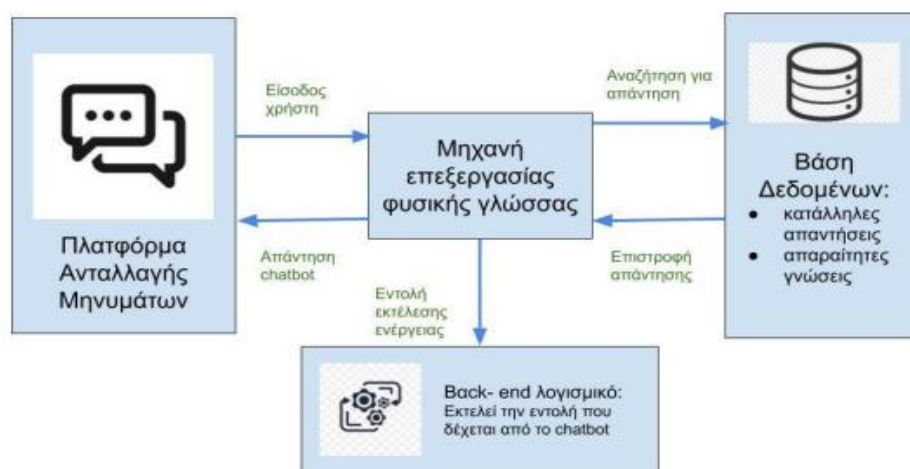 Πλατφόρμα
Ανταλλαγής
Μηνυμάτων
Είσοδος
χρήστη
Απάντηση
chatbot
Μηχανή
επεξεργασίας
φυσικής γλώσσας
Αναζήτηση για
απάντηση
Επιστροφή
απάντησης
Βάση
Δεδομένων:
● κατάλληλες
απαντήσεις
● απαραίτητες
γνώσεις
Εντολή
εκτέλεσης
ενέργειας
Back- end λογισμικό:
Εκτελεί την εντολή που
δέχεται από το chatbot